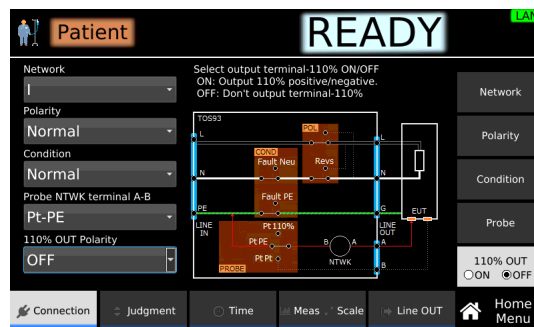 LAN
Patient
READY
Network
I
Polarity
Normal
Condition
Normal
Probe NTWK terminal A-B
Pt-PE
110% OUT Polarity
OFF
Select output terminal-110% ON/OFF
ON: Output 110% positive/negative.
OFF: Don't output terminal-110%
TOS93
POL
L
L
COND
Fault Neu
Revs
N
N
Fault PE
PE
G
EUT
LINE
IN
Pt 110%
LINE
OUT
Pt PE
B
A
A
Pt Pt
NTWK
B
PROBE
Network
Polarity
Condition
Probe
110% OUT
ON OFF
Connection
Judgment
Time
Meas
Scale
Line OUT
Home
Menu